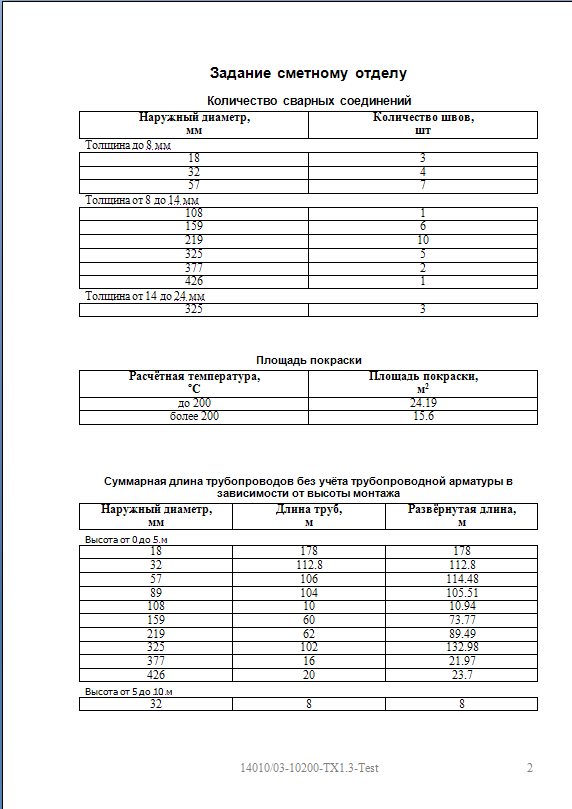 Задание сметному отделу
Количество сварных соединений
Наружный диаметр, мм Количество швов, шт
Толщина до 8 мм
18 3
32 4
57 7
Толщина от 8 до 14 мм
108 1
159 6
219 10
325 5
377 2
426 1
Толщина от 14 до 24 мм
325 3
Площадь покраски
Расчётная температура, °С Площадь покраски, м²
до 200 24.19
более 200 15.6
Суммарная длина трубопроводов без учёта трубопроводной арматуры в
зависимости от высоты монтажа
Наружный диаметр, мм Длина труб, м Развёрнутая длина, м
Высота от 0 до 5 м
18 178 178
32 112.8 112.8
57 106 114.48
89 104 105.51
108 10 10.94
159 60 73.77
219 62 89.49
325 102 132.98
377 16 21.97
426 20 23.7
Высота от 5 до 10 м
32 8 8
14010/03-10200-ТХ1.3-Test 2